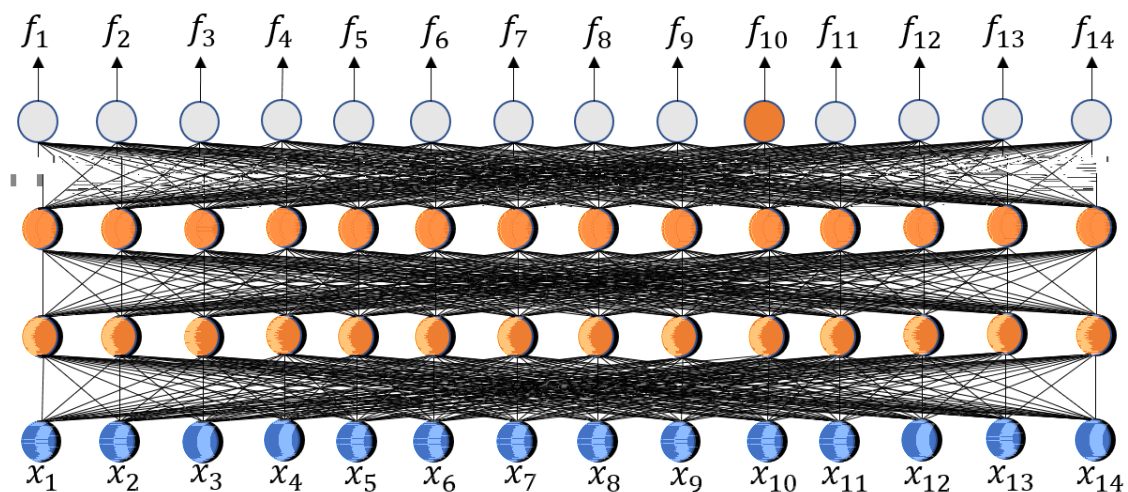 f₁ f₂ f₃ f₄ f₅ f₆ f₇ f₈ f₉ f₁₀ f₁₁ f₁₂ f₁₃ f₁₄
x₁ x₂ x₃ x₄ x₅ x₆ x₇ x₈ x₉ x₁₀ x₁₁ x₁₂ x₁₃ x₁₄